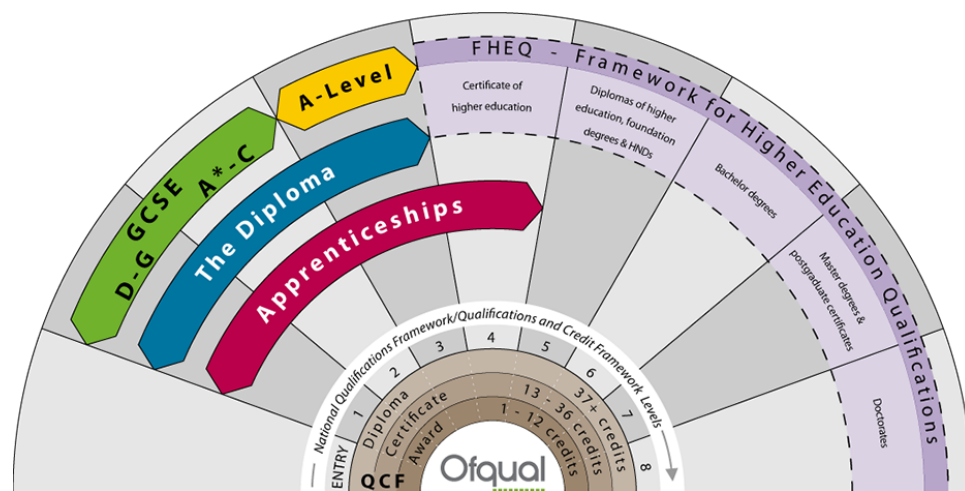 FHEQ - Framework for Higher Education Qualifications
Certificate of
higher education
Diplomas of higher
education, foundation
degrees & HNDs
Bachelor degrees
Master degrees &
postgraduate certificates
Doctorates
A-Level
GCSE A*-C
D-G
The Diploma
Apprenticeships
National Qualifications Framework/Qualifications and Credit Framework Levels
ENTRY
1
2
3
4
5
6
7
8
Diploma
37+ credits
Certificate
13 - 36 credits
Award
1 - 12 credits
QCF
Ofqual